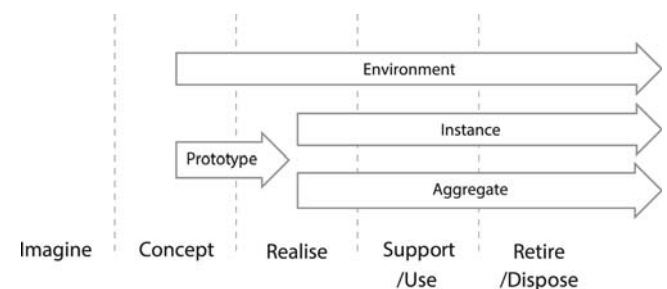 Environment
Instance
Prototype
Aggregate
Imagine
Concept
Realise
Support
/Use
Retire
/Dispose